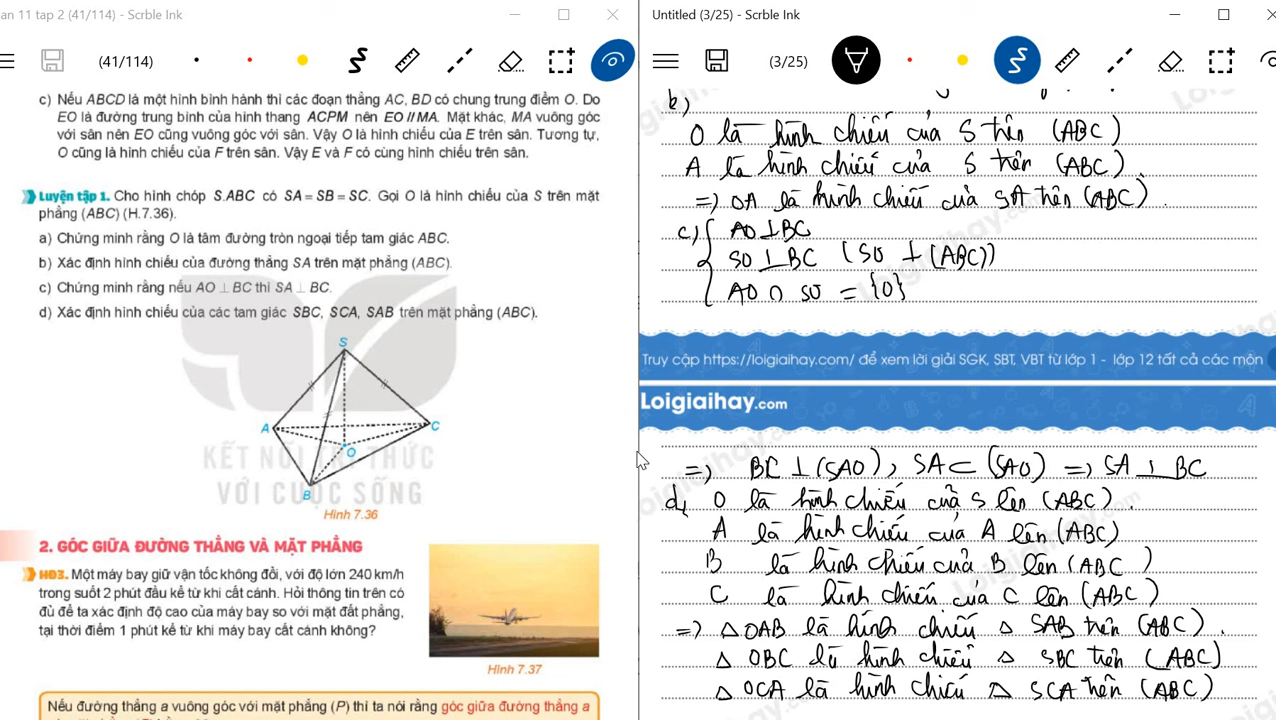 an 11 tap 2 (41/114) - Scrble Ink
Untitled (3/25) - Scrble Ink
(41/114)
(3/25)
c) Nếu ABCD là một hình bình hành thì các đoạn thẳng AC, BD có chung trung điểm O. Do
EO là đường trung bình của hình thang ACPM nên EO // MA. Mặt khác, MA vuông góc
với sân nên EO cũng vuông góc với sân. Vậy O là hình chiếu của E trên sân. Tương tự,
O cũng là hình chiếu của F trên sân. Vậy E và F có cùng hình chiếu trên sân.
Luyện tập 1. Cho hình chóp S.ABC có SA = SB = SC. Gọi O là hình chiếu của S trên mặt
phẳng (ABC) (H.7.36).
a) Chứng minh rằng O là tâm đường tròn ngoại tiếp tam giác ABC.
b) Xác định hình chiếu của đường thẳng SA trên mặt phẳng (ABC).
c) Chứng minh rằng nếu AO ⊥ BC thì SA ⊥ BC.
d) Xác định hình chiếu của các tam giác SBC, SCA, SAB trên mặt phẳng (ABC).
S
A
C
O
B
KẾT NỐI TRI THỨC
VỚI CUỘC SỐNG
Hình 7.36
2. GÓC GIỮA ĐƯỜNG THẲNG VÀ MẶT PHẲNG
HĐ3. Một máy bay giữ vận tốc không đổi, với độ lớn 240 km/h
trong suốt 2 phút đầu kể từ khi cất cánh. Hỏi thông tin trên có
đủ để ta xác định độ cao của máy bay so với mặt đất phẳng,
tại thời điểm 1 phút kể từ khi máy bay cất cánh không?
Hình 7.37
Nếu đường thẳng a vuông góc với mặt phẳng (P) thì ta nói rằng góc giữa đường thẳng a
b)
O là hình chiếu của S trên (ABC)
A là hình chiếu của S trên (ABC)
=> OA là hình chiếu của SA trên (ABC).
c) { AO ⊥ BC
SO ⊥ BC (SO ⊥ (ABC))
AO ∩ SO = {O}
Truy cập https://loigiaihay.com/ để xem lời giải SGK, SBT, VBT từ lớp 1 - lớp 12 tất cả các môn
Loigiaihay.com
=> BC ⊥ (SAO), SA ⊂ (SAO) => SA ⊥ BC
d, O là hình chiếu của S lên (ABC).
A là hình chiếu của A lên (ABC)
B là hình chiếu của B lên (ABC)
C là hình chiếu của C lên (ABC)
=> △ OAB là hình chiếu △ SAB trên (ABC).
△ OBC là hình chiếu △ SBC trên (ABC)
△ OCA là hình chiếu △ SCA trên (ABC)